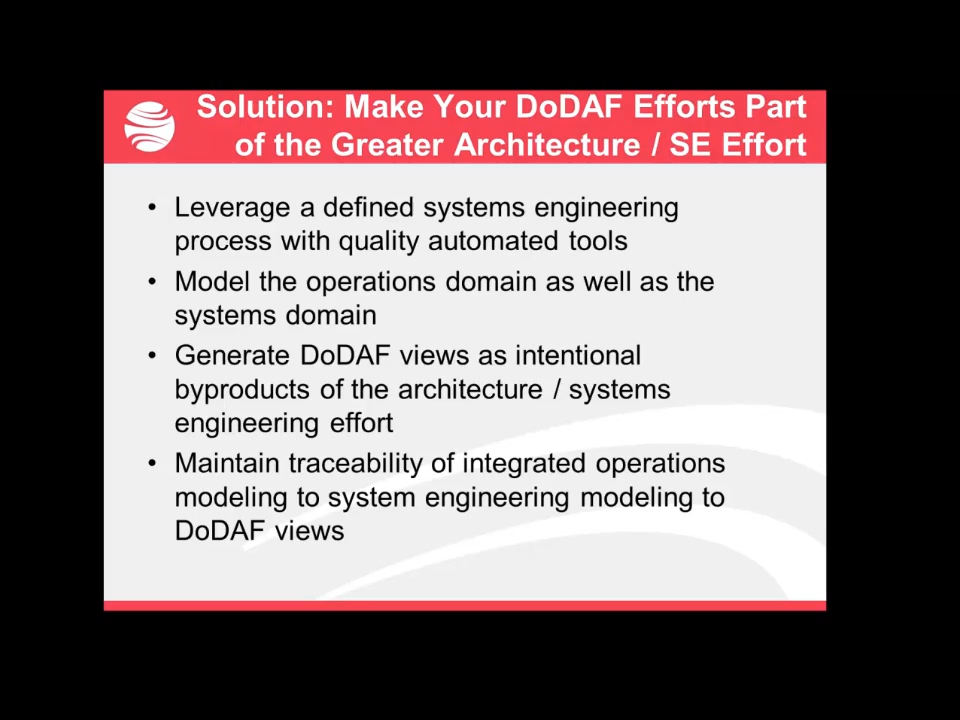 Solution: Make Your DoDAF Efforts Part
of the Greater Architecture / SE Effort
• Leverage a defined systems engineering
process with quality automated tools
• Model the operations domain as well as the
systems domain
• Generate DoDAF views as intentional
byproducts of the architecture / systems
engineering effort
• Maintain traceability of integrated operations
modeling to system engineering modeling to
DoDAF views